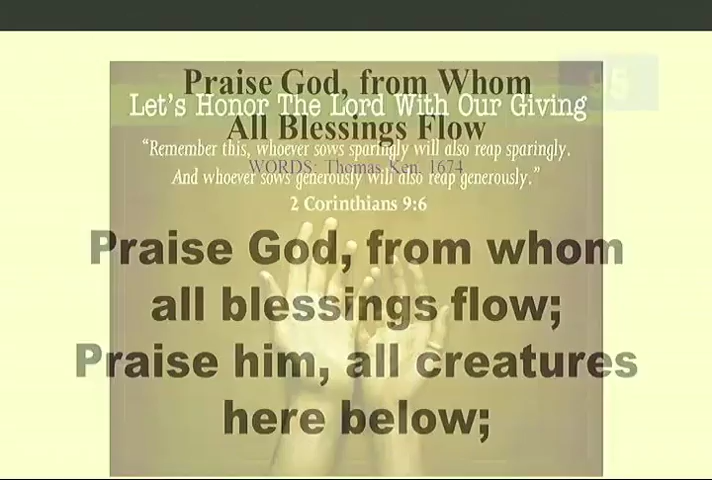 Praise God, from Whom
Let's Honor The Lord With Our Giving
All Blessings Flow
"Remember this, whoever sows sparingly will also reap sparingly.
WORDS: Thomas Ken, 1674
And whoever sows generously will also reap generously."
2 Corinthians 9:6
Praise God, from whom
all blessings flow;
Praise him, all creatures
here below;